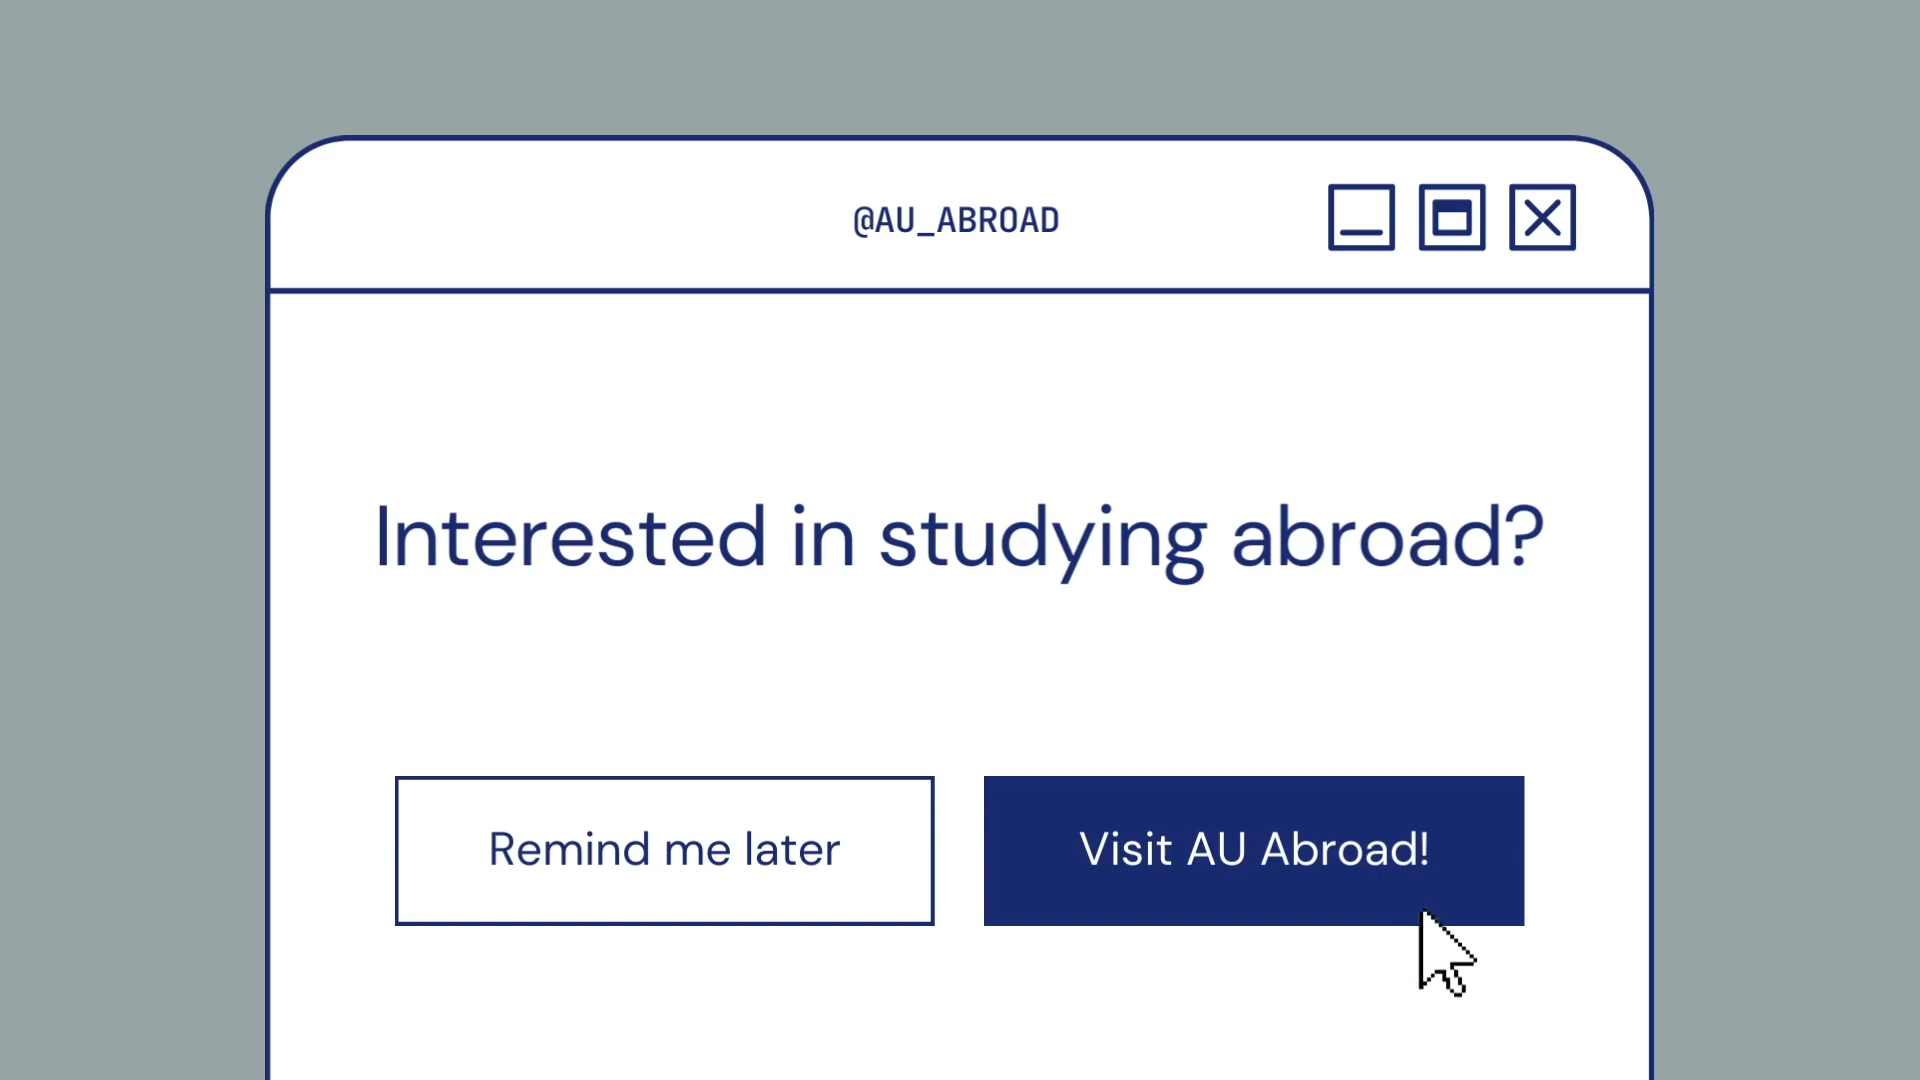 @AU_ABROAD
Interested in studying abroad?
Remind me later
Visit AU Abroad!